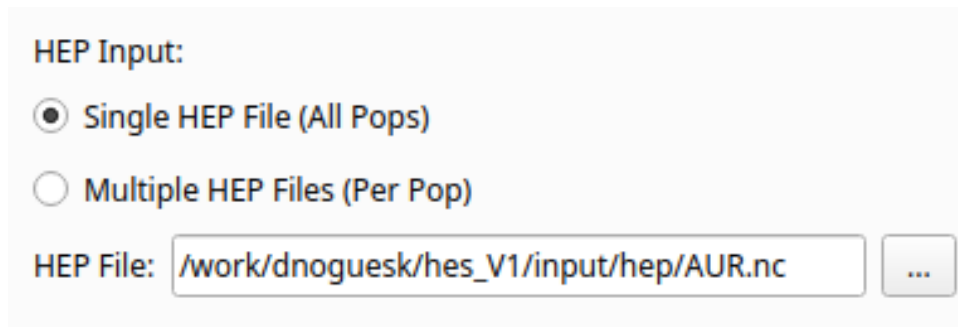 HEP Input:
Single HEP File (All Pops)
Multiple HEP Files (Per Pop)
HEP File: /work/dnoguesk/hes_V1/input/hep/AUR.nc ...